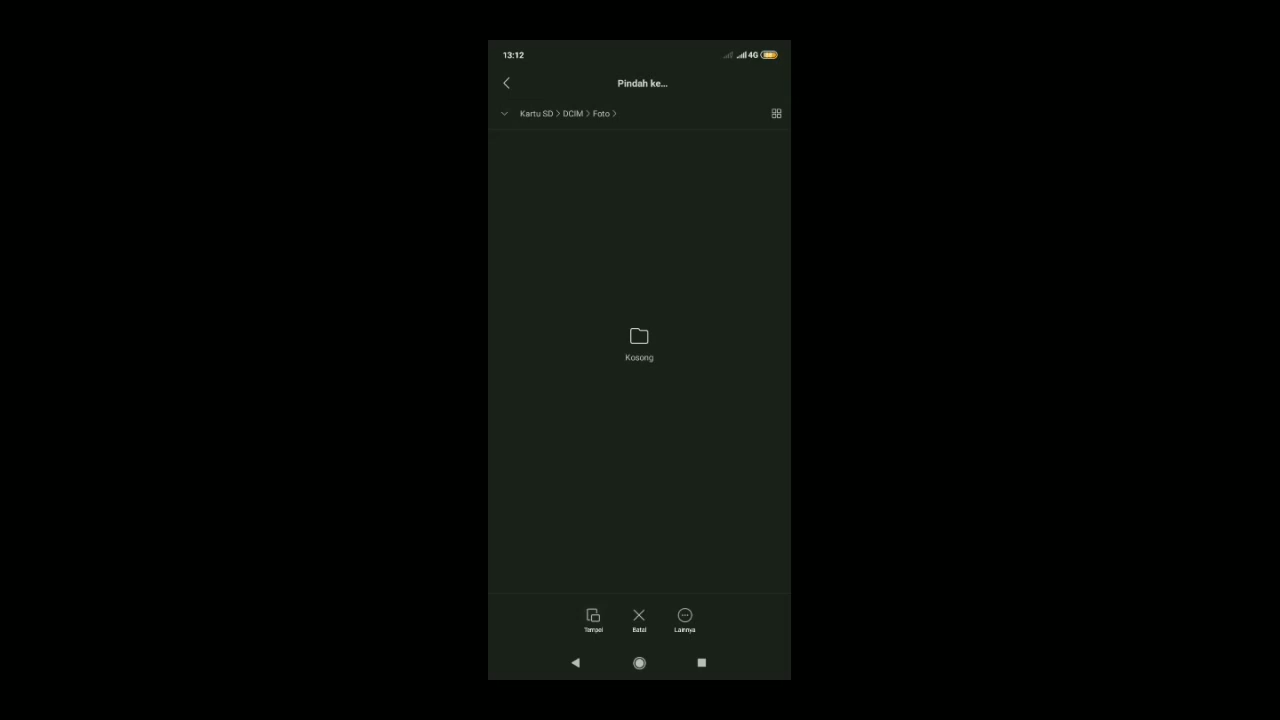 13:12 4G
Pindah ke...
Kartu SD > DCIM > Foto >
Kosong
Tempel Batal Lainnya